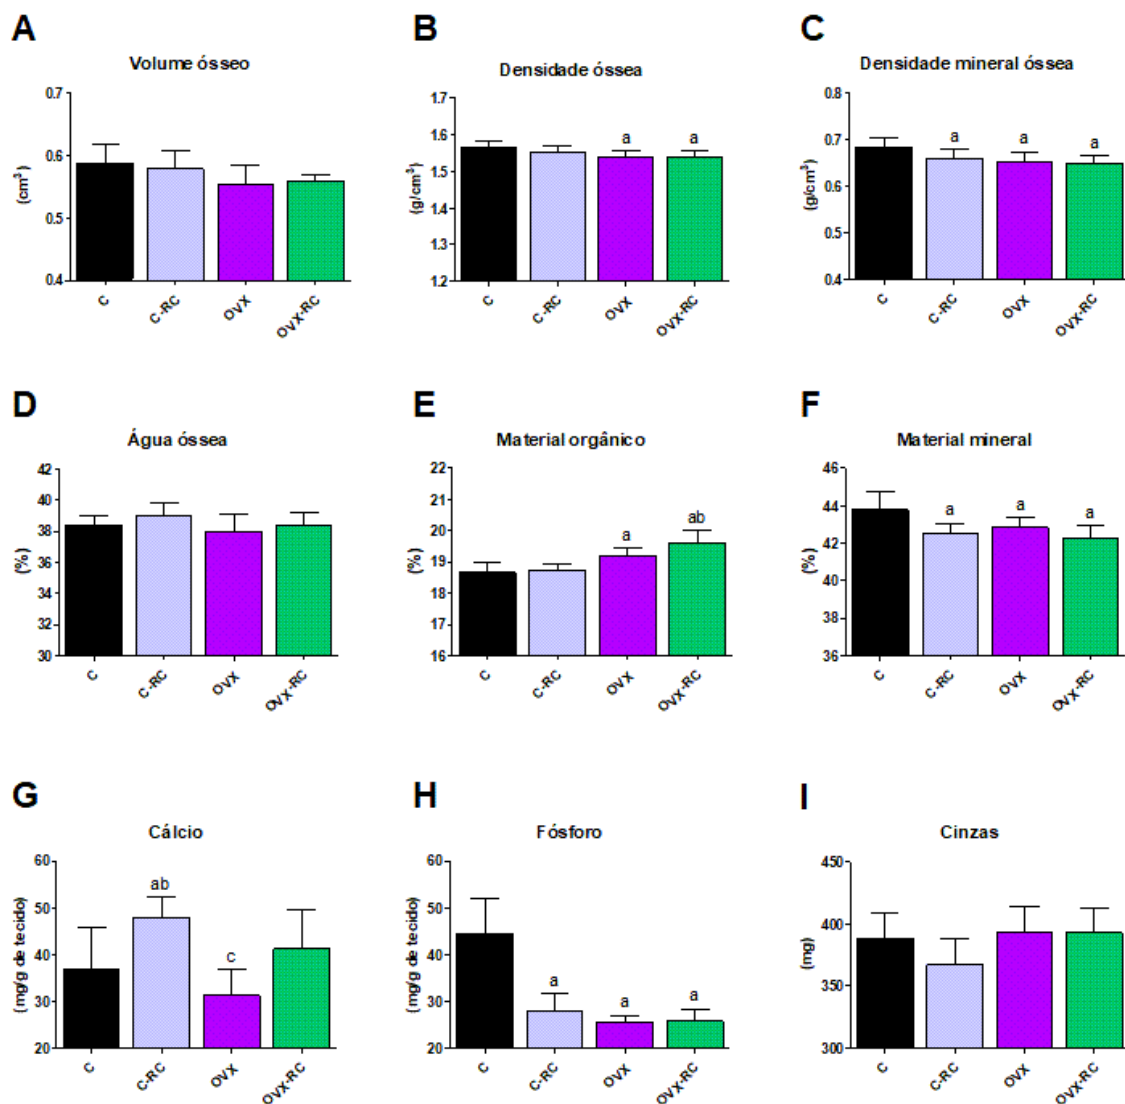 A
Volume ósseo
(cm³)
0.7
0.6
0.5
0.4
C
C-RC
OVX
OVX-RC
B
Densidade óssea
(g/cm³)
1.7
1.6
1.5
1.4
1.3
1.2
a
a
C
C-RC
OVX
OVX-RC
C
Densidade mineral óssea
(g/cm³)
0.8
0.7
0.6
0.5
0.4
a
a
a
C
C-RC
OVX
OVX-RC
D
Água óssea
(%)
42
40
38
36
34
32
30
C
C-RC
OVX
OVX-RC
E
Material orgânico
(%)
22
21
20
19
18
17
16
a
ab
C
C-RC
OVX
OVX-RC
F
Material mineral
(%)
46
44
42
40
38
36
a
a
a
C
C-RC
OVX
OVX-RC
G
Cálcio
(mg/g de tecido)
60
50
40
30
20
ab
c
C
C-RC
OVX
OVX-RC
H
Fósforo
(mg/g de tecido)
60
50
40
30
20
a
a
a
C
C-RC
OVX
OVX-RC
I
Cinzas
(mg)
450
400
350
300
C
C-RC
OVX
OVX-RC